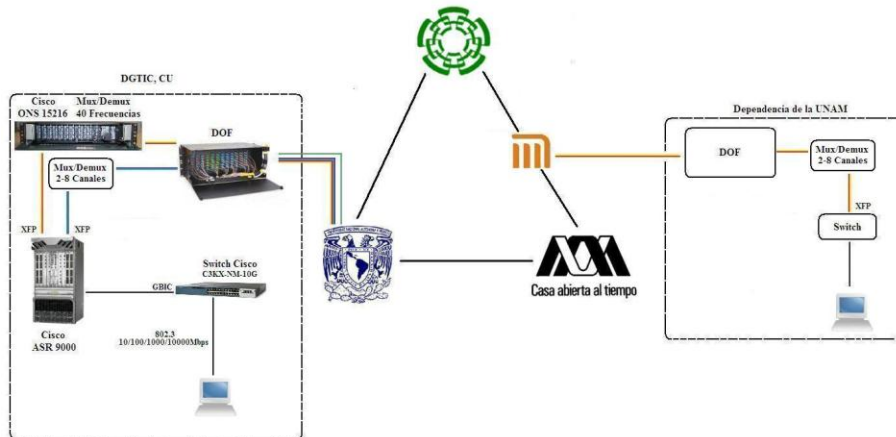 DGTIC, CU
Cisco
ONS 15216
Mux/Demux
40 Frecuencias
DOF
Mux/Demux
2-8 Canales
XFP
XFP
Switch Cisco
C3KX-NM-10G
GBIC
Cisco
ASR 9000
802.3
10/100/1000/10000Mbps
Casa abierta al tiempo
Dependencia de la UNAM
DOF
Mux/Demux
2-8 Canales
XFP
Switch